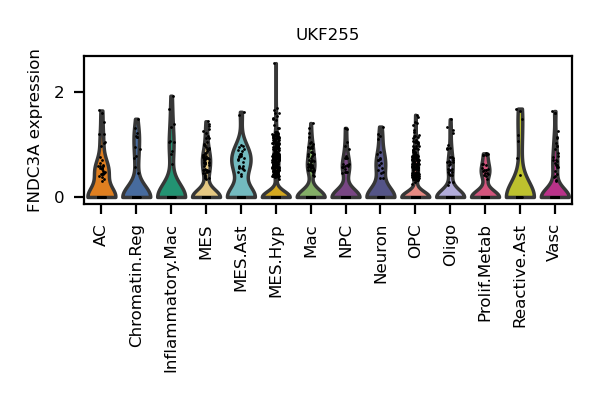 UKF255
FNDC3A expression
2
0
AC
Chromatin.Reg
Inflammatory.Mac
MES
MES.Ast
MES.Hyp
Mac
NPC
Neuron
OPC
Oligo
Prolif.Metab
Reactive.Ast
Vasc